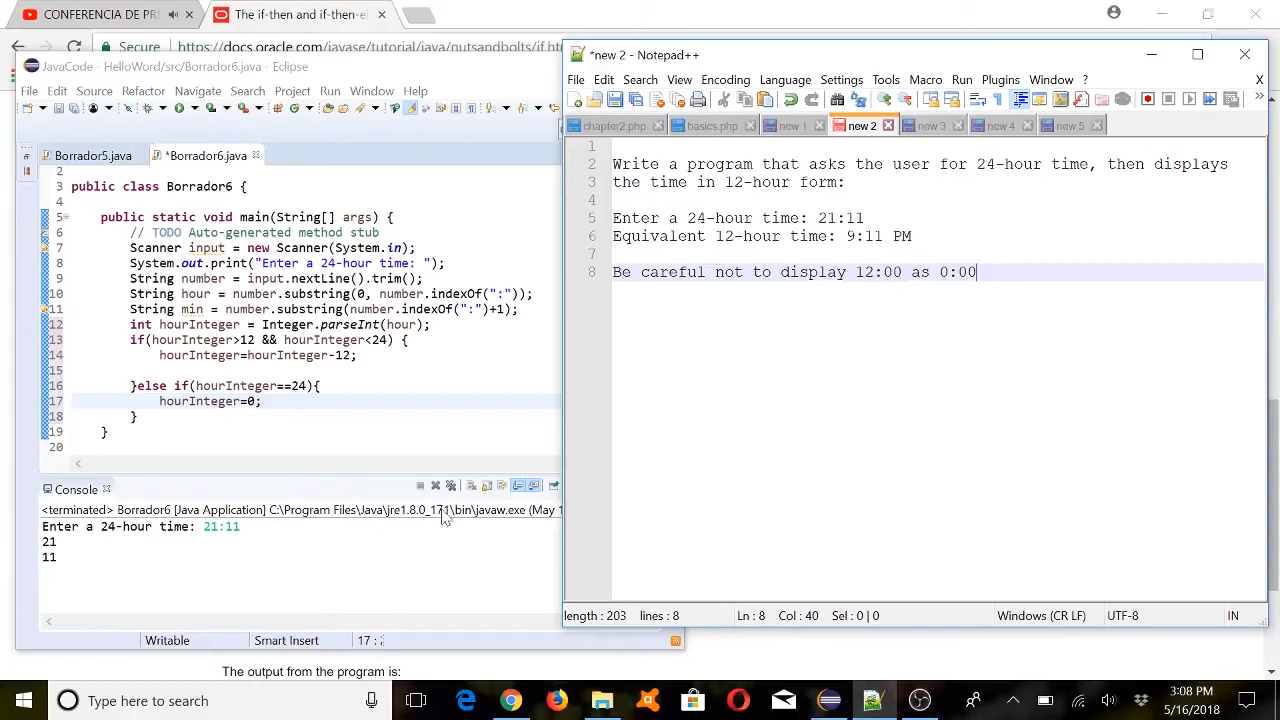 CONFERENCIA DE PRE
The if-then and if-then-el
Secure
https://docs.oracle.com/javase/tutorial/java/nutsandbolts/if.htm
JavaCode - HelloWord/src/Borrador6.java - Eclipse
File Edit Source Refactor Navigate Search Project Run Window Help
Borrador5.java *Borrador6.java
2
3 public class Borrador6 {
5 public static void main(String[] args) {
6 // TODO Auto-generated method stub
7 Scanner input = new Scanner(System.in);
8 System.out.print("Enter a 24-hour time: ");
9 String number = input.nextLine().trim();
10 String hour = number.substring(0, number.indexOf(":"));
11 String min = number.substring(number.indexOf(":")+1);
12 int hourInteger = Integer.parseInt(hour);
13 if(hourInteger>12 && hourInteger<24) {
14 hourInteger=hourInteger-12;
15
16 }else if(hourInteger==24){
17 hourInteger=0;
18 }
19 }
20
Console
<terminated> Borrador6 [Java Application] C:\Program Files\Java\jre1.8.0_171\bin\javaw.exe (May 1
Enter a 24-hour time: 21:11
21
11
Writable Smart Insert 17 :
The output from the program is:
*new 2 - Notepad++
File Edit Search View Encoding Language Settings Tools Macro Run Plugins Window ? X
chapter2.php basics.php new 1 new 2 new 3 new 4 new 5
1
2 Write a program that asks the user for 24-hour time, then displays
3 the time in 12-hour form:
4
5 Enter a 24-hour time: 21:11
6 Equivalent 12-hour time: 9:11 PM
7
8 Be careful not to display 12:00 as 0:00
length : 203 lines : 8 Ln : 8 Col : 40 Sel : 0 | 0 Windows (CR LF) UTF-8 IN
Type here to search
3:08 PM
5/16/2018